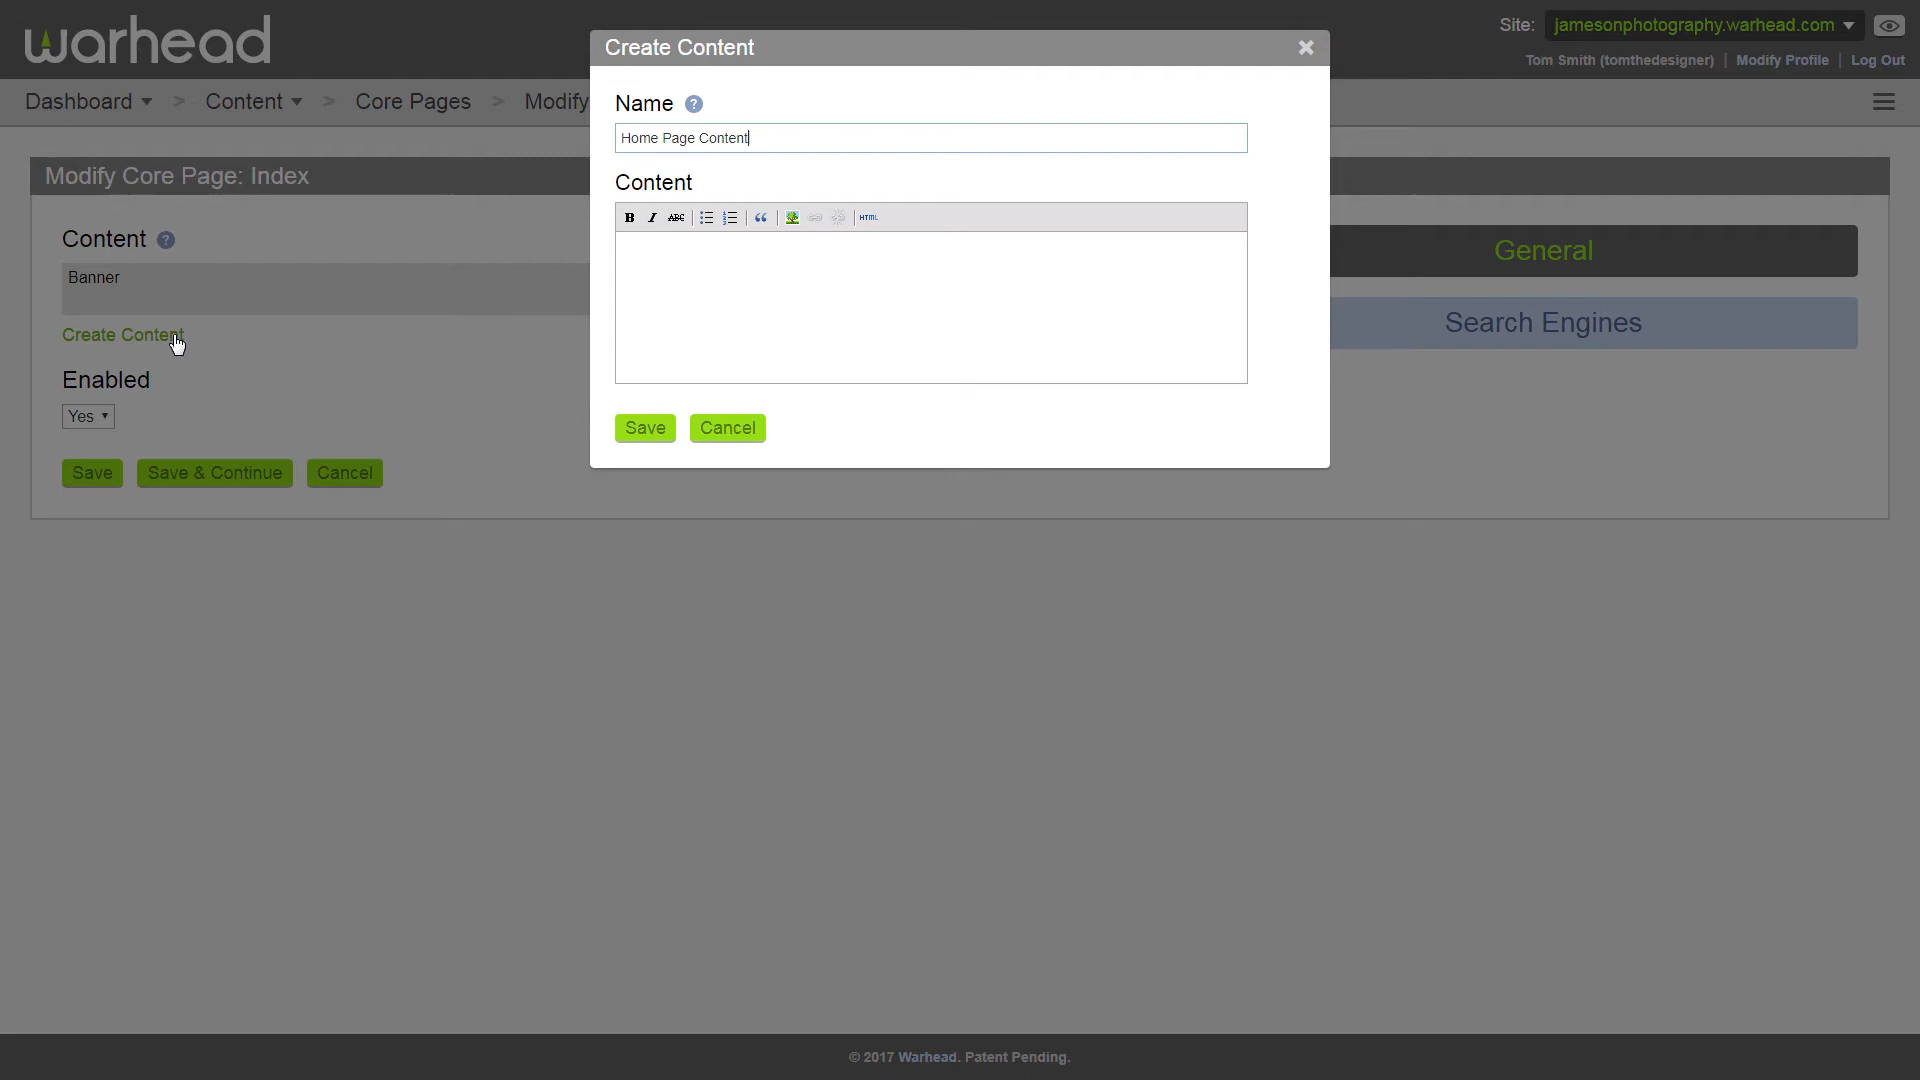 warhead
Site: jamesonphotography.warhead.com
Tom Smith (tomthedesigner) | Modify Profile | Log Out
Dashboard > Content > Core Pages > Modify
Create Content
Name ?
Home Page Content
Content
B I ABC HTML
Save Cancel
Modify Core Page: Index
Content ?
Banner
Create Content
Enabled
Yes
Save Save & Continue Cancel
General
Search Engines
© 2017 Warhead. Patent Pending.